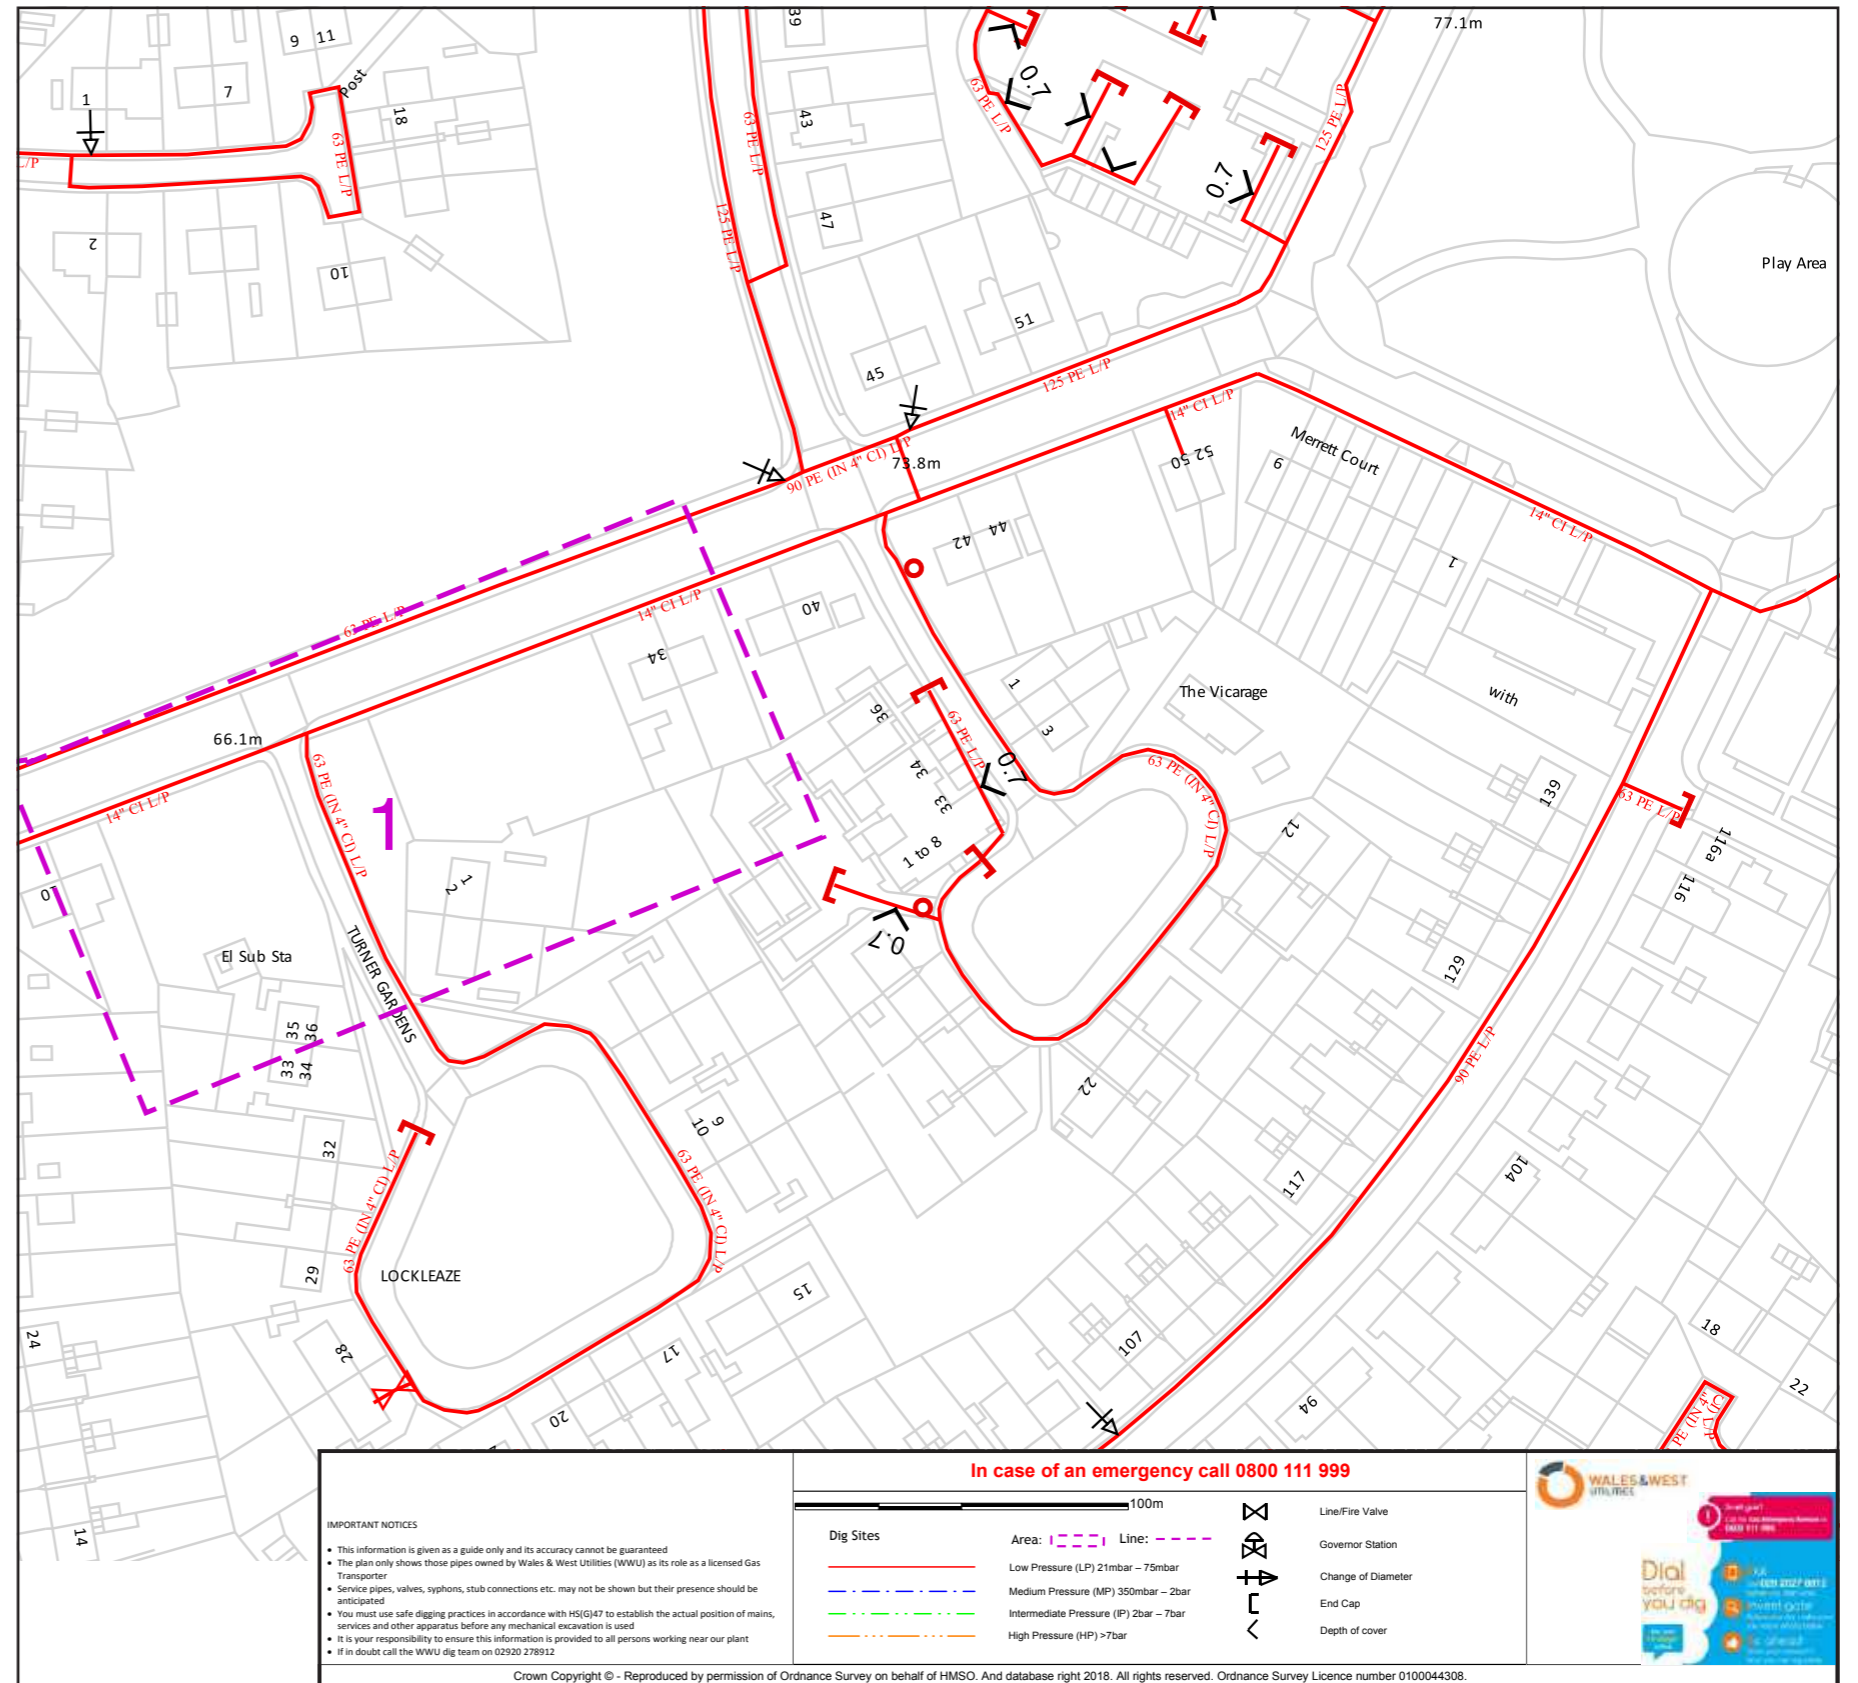 77.1m
39
9 11
Post
0.7
63 PE L/P
1
7
18
63 PE L/P
43
63 PE L/P
125 PE L/P
L/P
0.7
2
47
125 PE L/P
10
Play Area
51
45
125 PE L/P
14" CI L/P
90 PE (IN 4" CI) L/P
73.8m
52 50
9
Merrett Court
42
44
14" CI L/P
1
63 PE L/P
14" CI L/P
40
34
1
3
The Vicarage
with
36
63 PE L/P
66.1m
63 PE (IN 4" CI) L/P
34
33
0.7
63 PE (IN 4" CI) L/P
14" CI L/P
1
139
63 PE L/P
12
1 to 8
116a
116
1
2
0
0.7
El Sub Sta
TURNER GARDENS
129
35
36
33
34
90 PE L/P
22
9
10
32
63 PE (IN 4" CI) L/P
63 PE (IN 4" CI) L/P
104
117
29
LOCKLEAZE
15
24
28
17
107
18
22
94
20
PE (IN 4"
14
In case of an emergency call 0800 111 999
100m
IMPORTANT NOTICES
• This information is given as a guide only and its accuracy cannot be guaranteed
• The plan only shows those pipes owned by Wales & West Utilities (WWU) as its role as a licensed Gas
Transporter
• Service pipes, valves, syphons, stub connections etc. may not be shown but their presence should be
anticipated
• You must use safe digging practices in accordance with HS(G)47 to establish the actual position of mains,
services and other apparatus before any mechanical excavation is used
• It is your responsibility to ensure this information is provided to all persons working near our plant
• If in doubt call the WWU dig team on 02920 278912
Dig Sites
Area:
Line:
Low Pressure (LP) 21mbar – 75mbar
Medium Pressure (MP) 350mbar – 2bar
Intermediate Pressure (IP) 2bar – 7bar
High Pressure (HP) >7bar
Line/Fire Valve
Governor Station
Change of Diameter
End Cap
Depth of cover
WALES&WEST
UTILITIES
Dial
before
you dig
Crown Copyright © - Reproduced by permission of Ordnance Survey on behalf of HMSO. And database right 2018. All rights reserved. Ordnance Survey Licence number 0100044308.